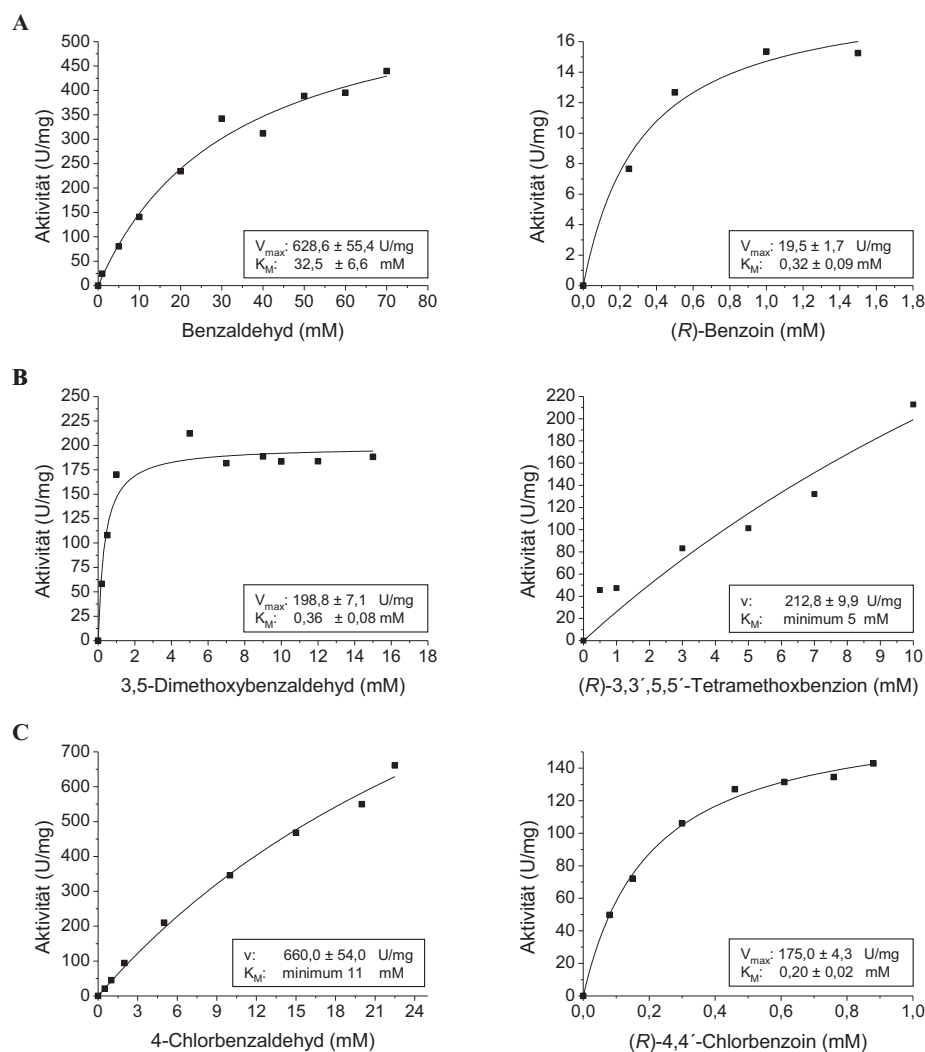 A
Aktivität (U/mg)
500
450
400
350
300
250
200
150
100
50
0
V_max: 628,6 ± 55,4 U/mg
K_M: 32,5 ± 6,6 mM
0 10 20 30 40 50 60 70 80
Benzaldehyd (mM)
Aktivität (U/mg)
16
14
12
10
8
6
4
2
0
V_max: 19,5 ± 1,7 U/mg
K_M: 0,32 ± 0,09 mM
0,0 0,2 0,4 0,6 0,8 1,0 1,2 1,4 1,6 1,8
(R)-Benzoin (mM)
B
Aktivität (U/mg)
250
225
200
175
150
125
100
75
50
25
0
V_max: 198,8 ± 7,1 U/mg
K_M: 0,36 ± 0,08 mM
0 2 4 6 8 10 12 14 16 18
3,5-Dimethoxybenzaldehyd (mM)
Aktivität (U/mg)
220
200
180
160
140
120
100
80
60
40
20
0
v: 212,8 ± 9,9 U/mg
K_M: minimum 5 mM
0 1 2 3 4 5 6 7 8 9 10
(R)-3,3´,5,5´-Tetramethoxbenzion (mM)
C
Aktivität (U/mg)
700
600
500
400
300
200
100
0
v: 660,0 ± 54,0 U/mg
K_M: minimum 11 mM
0 3 6 9 12 15 18 21 24
4-Chlorbenzaldehyd (mM)
Aktivität (U/mg)
140
120
100
80
60
40
20
0
V_max: 175,0 ± 4,3 U/mg
K_M: 0,20 ± 0,02 mM
0,0 0,2 0,4 0,6 0,8 1,0
(R)-4,4´-Chlorbenzoin (mM)